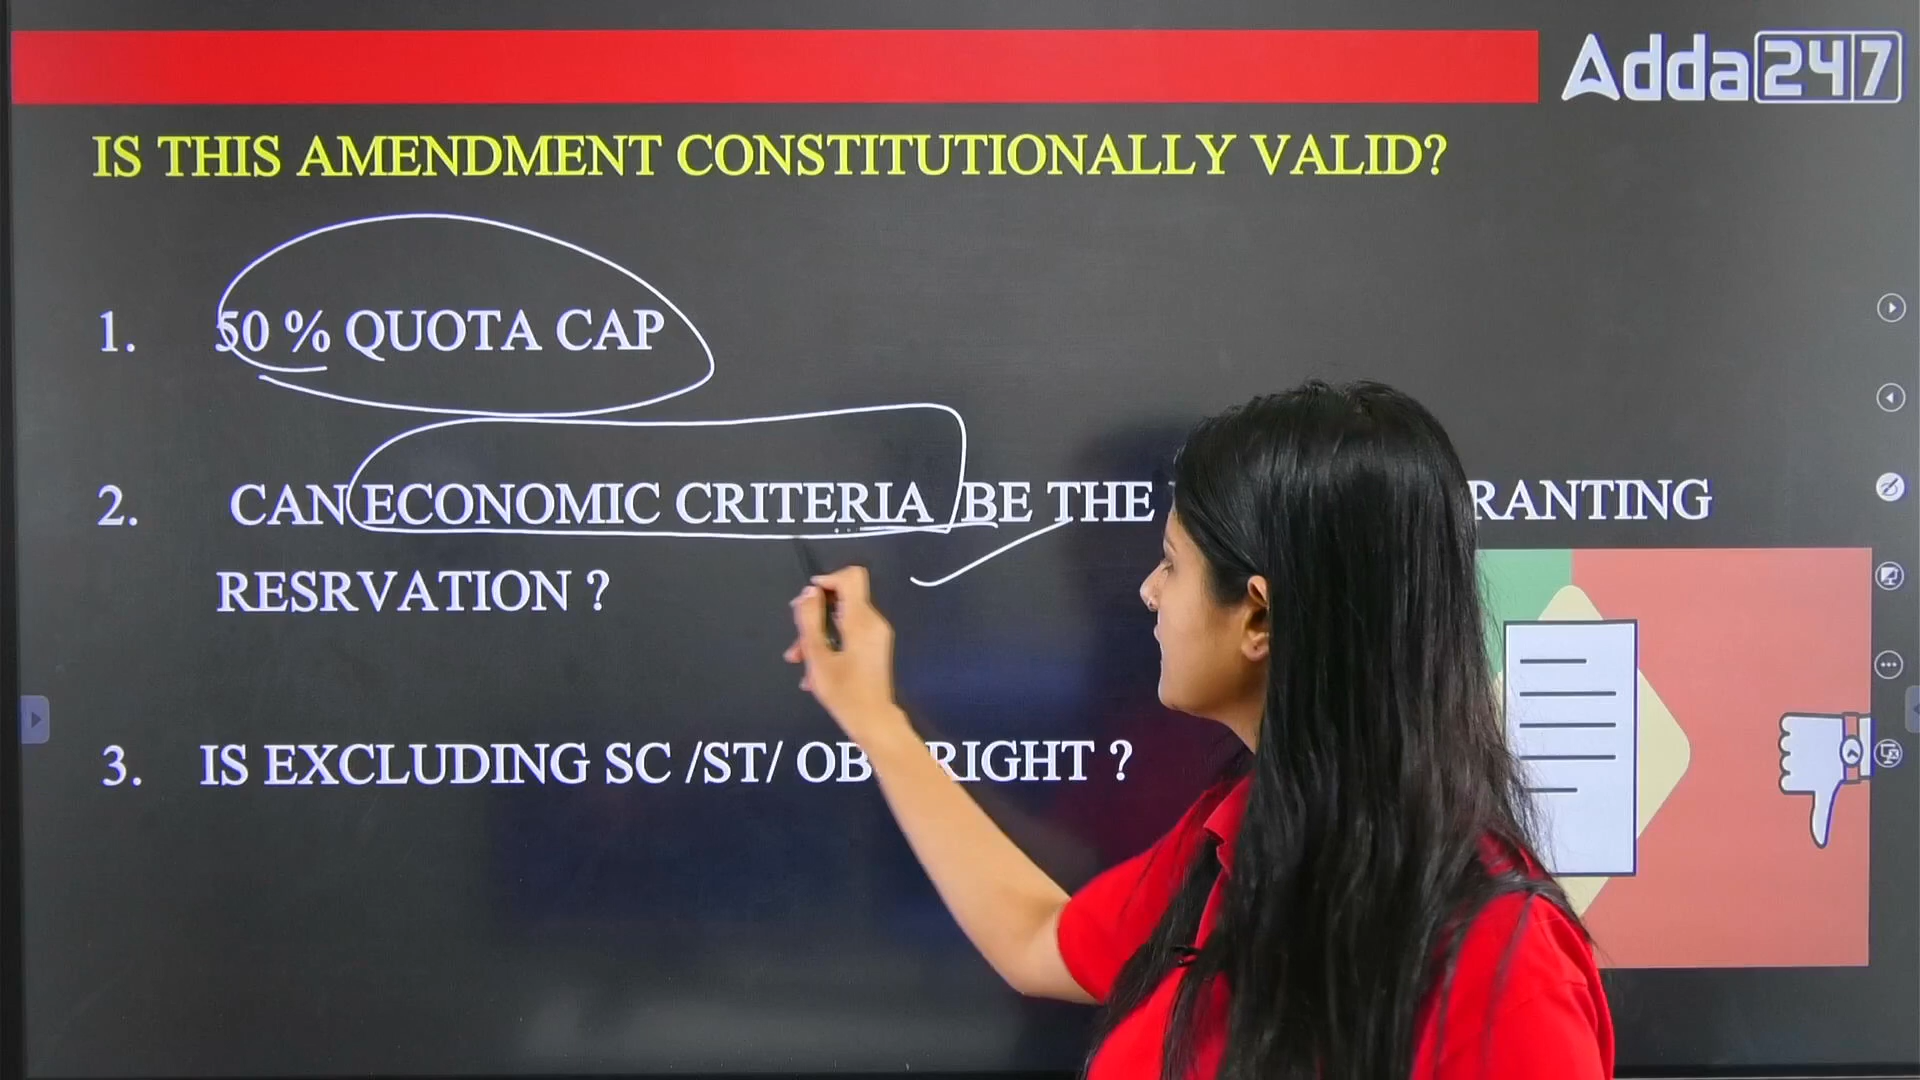 Adda247
IS THIS AMENDMENT CONSTITUTIONALLY VALID?
1. 50 % QUOTA CAP
2. CAN ECONOMIC CRITERIA BE THE RANTING
RESRVATION ?
3. IS EXCLUDING SC /ST/ OB RIGHT ?